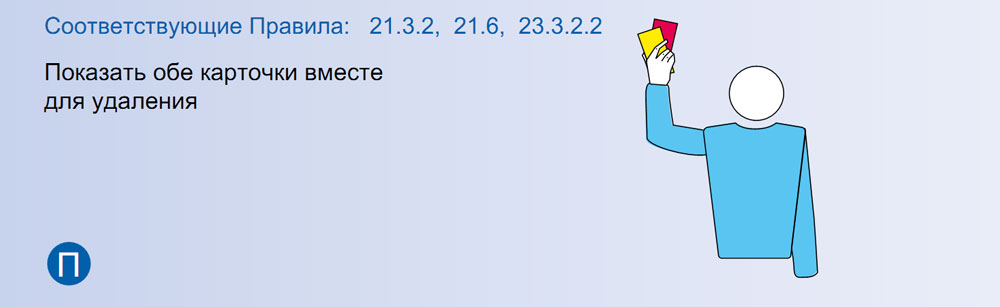 Соответствующие Правила: 21.3.2, 21.6, 23.3.2.2
Показать обе карточки вместе
для удаления
П